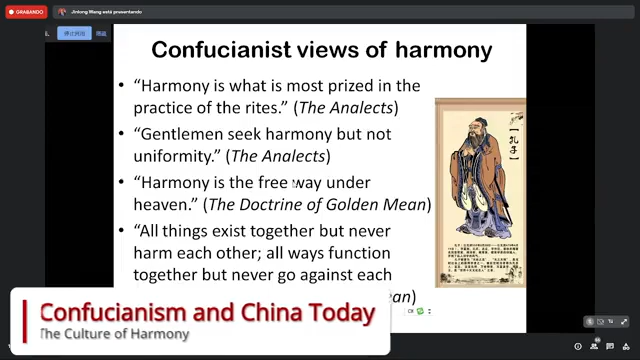 GRABANDO
Jinlong Wang está presentando
Confucianist views of harmony
• “Harmony is what is most prized in the
practice of the rites.” (The Analects)
• “Gentlemen seek harmony but not
uniformity.” (The Analects)
• “Harmony is the free way under
heaven.” (The Doctrine of Golden Mean)
• “All things exist together but never
harm each other; all ways function
together but never go against each
ean)
孔子
Confucianism and China Today
The Culture of Harmony